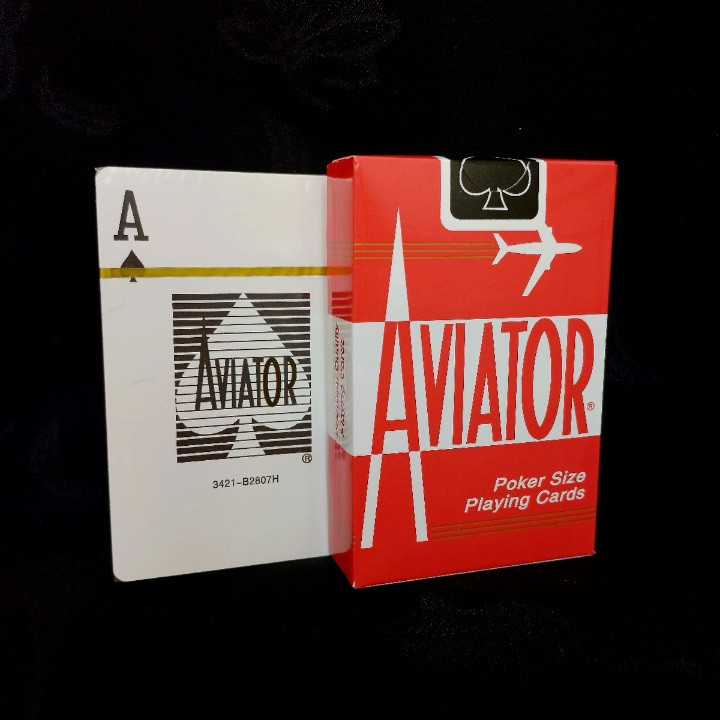 A
AVIATOR
®
3421-B2807H
AVIATOR®
Poker Size
Playing Cards